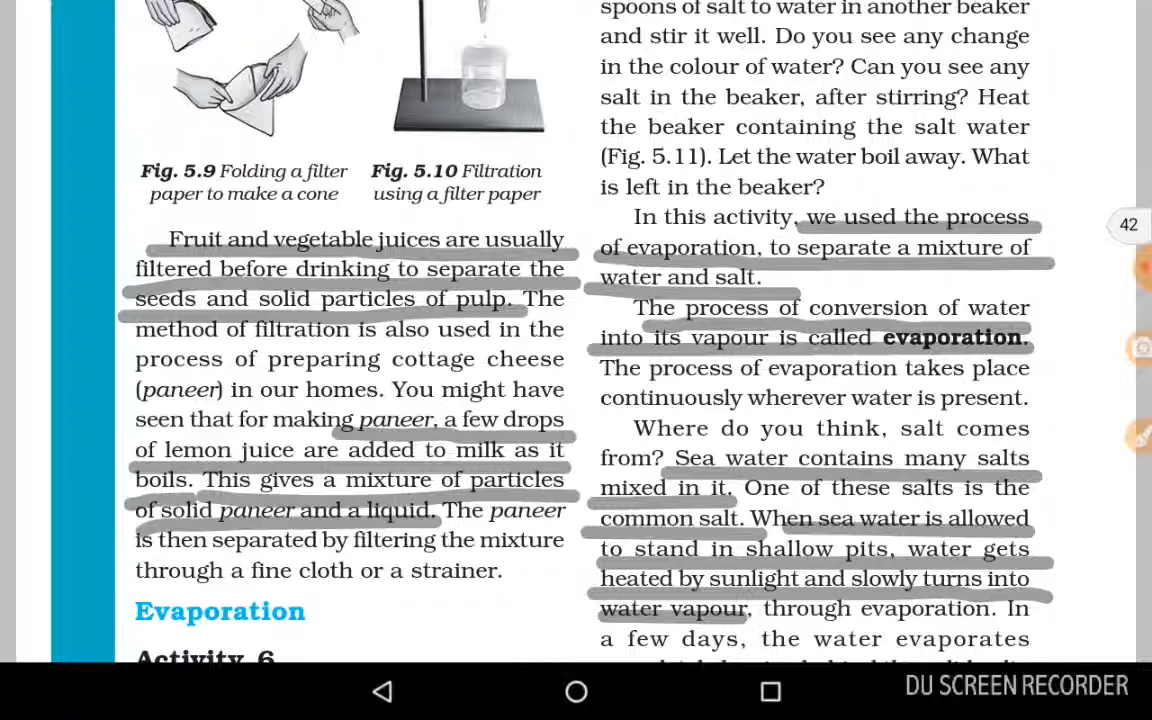 Fig. 5.9 Folding a filter
paper to make a cone
Fig. 5.10 Filtration
using a filter paper
Fruit and vegetable juices are usually
filtered before drinking to separate the
seeds and solid particles of pulp. The
method of filtration is also used in the
process of preparing cottage cheese
(paneer) in our homes. You might have
seen that for making paneer, a few drops
of lemon juice are added to milk as it
boils. This gives a mixture of particles
of solid paneer and a liquid. The paneer
is then separated by filtering the mixture
through a fine cloth or a strainer.
Evaporation
Activity 6
spoons of salt to water in another beaker
and stir it well. Do you see any change
in the colour of water? Can you see any
salt in the beaker, after stirring? Heat
the beaker containing the salt water
(Fig. 5.11). Let the water boil away. What
is left in the beaker?
In this activity, we used the process
of evaporation, to separate a mixture of
water and salt.
The process of conversion of water
into its vapour is called evaporation.
The process of evaporation takes place
continuously wherever water is present.
Where do you think, salt comes
from? Sea water contains many salts
mixed in it. One of these salts is the
common salt. When sea water is allowed
to stand in shallow pits, water gets
heated by sunlight and slowly turns into
water vapour, through evaporation. In
a few days, the water evaporates
42
DU SCREEN RECORDER